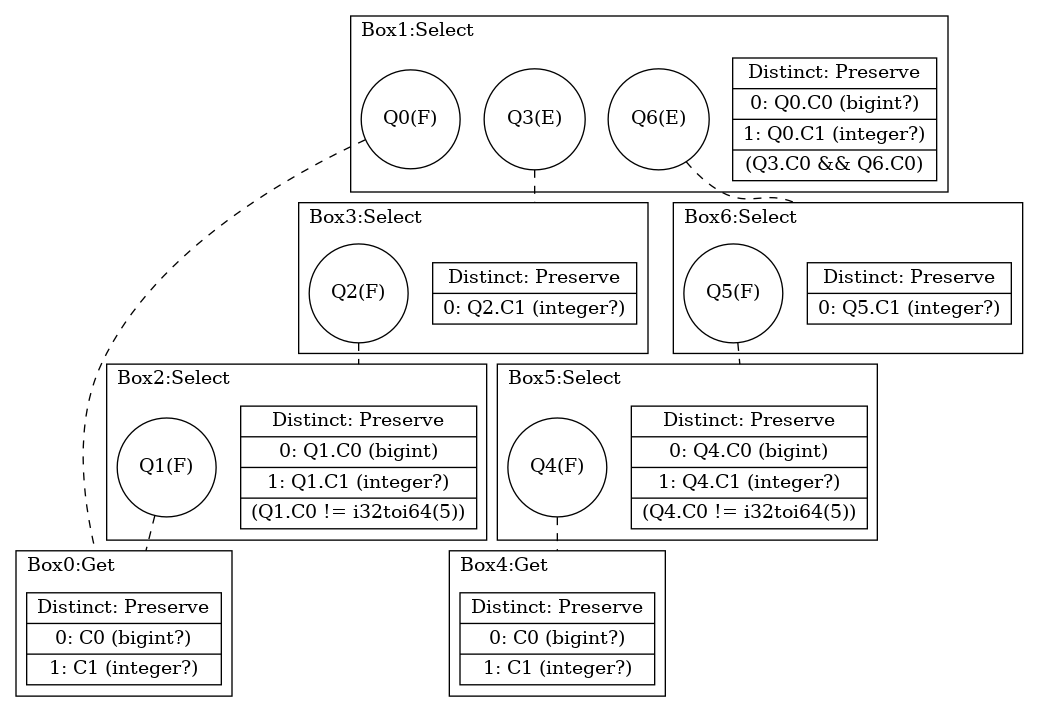 Box1:Select
Q0(F)
Q3(E)
Q6(E)
Distinct: Preserve
0: Q0.C0 (bigint?)
1: Q0.C1 (integer?)
(Q3.C0 && Q6.C0)
Box3:Select
Q2(F)
Distinct: Preserve
0: Q2.C1 (integer?)
Box6:Select
Q5(F)
Distinct: Preserve
0: Q5.C1 (integer?)
Box2:Select
Q1(F)
Distinct: Preserve
0: Q1.C0 (bigint)
1: Q1.C1 (integer?)
(Q1.C0 != i32toi64(5))
Box5:Select
Q4(F)
Distinct: Preserve
0: Q4.C0 (bigint)
1: Q4.C1 (integer?)
(Q4.C0 != i32toi64(5))
Box0:Get
Distinct: Preserve
0: C0 (bigint?)
1: C1 (integer?)
Box4:Get
Distinct: Preserve
0: C0 (bigint?)
1: C1 (integer?)